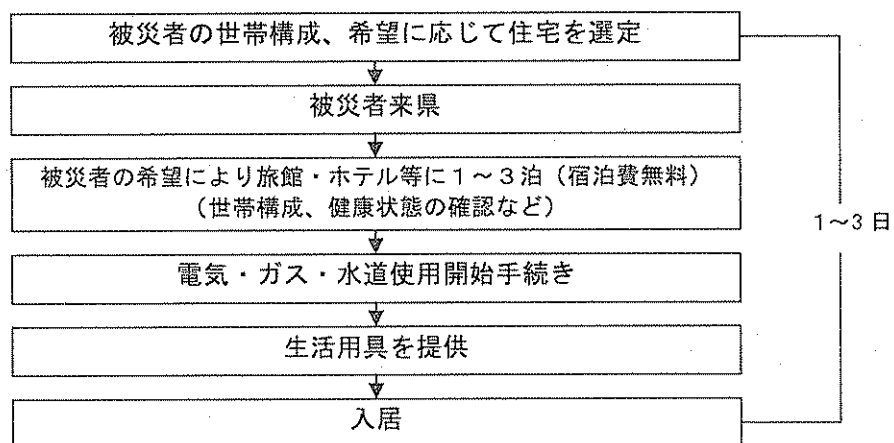 被災者の世帯構成、希望に応じて住宅を選定
被災者来県
被災者の希望により旅館・ホテル等に1～3泊（宿泊費無料）
（世帯構成、健康状態の確認など）
1～3日
電気・ガス・水道使用開始手続き
生活用具を提供
入居